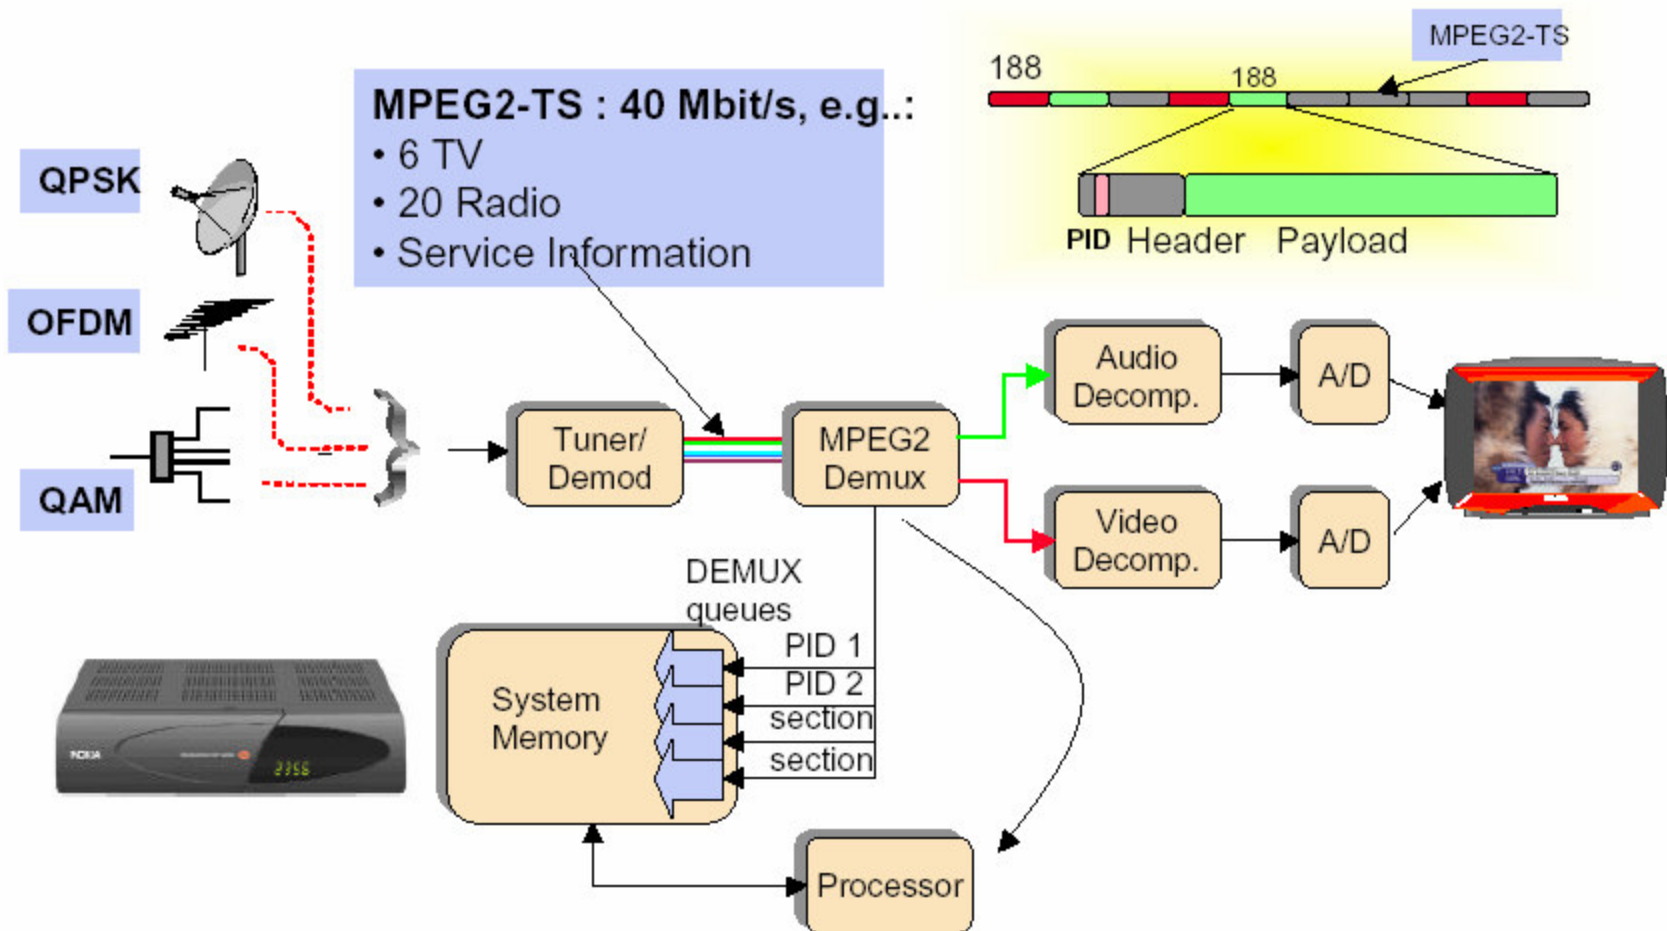 MPEG2-TS
188
188
MPEG2-TS : 40 Mbit/s, e.g..:
• 6 TV
• 20 Radio
• Service Information
PID Header Payload
QPSK
OFDM
QAM
Tuner/
Demod
MPEG2
Demux
Audio
Decomp.
A/D
Video
Decomp.
A/D
DEMUX
queues
PID 1
PID 2
section
section
System
Memory
Processor
NOKIA
2356